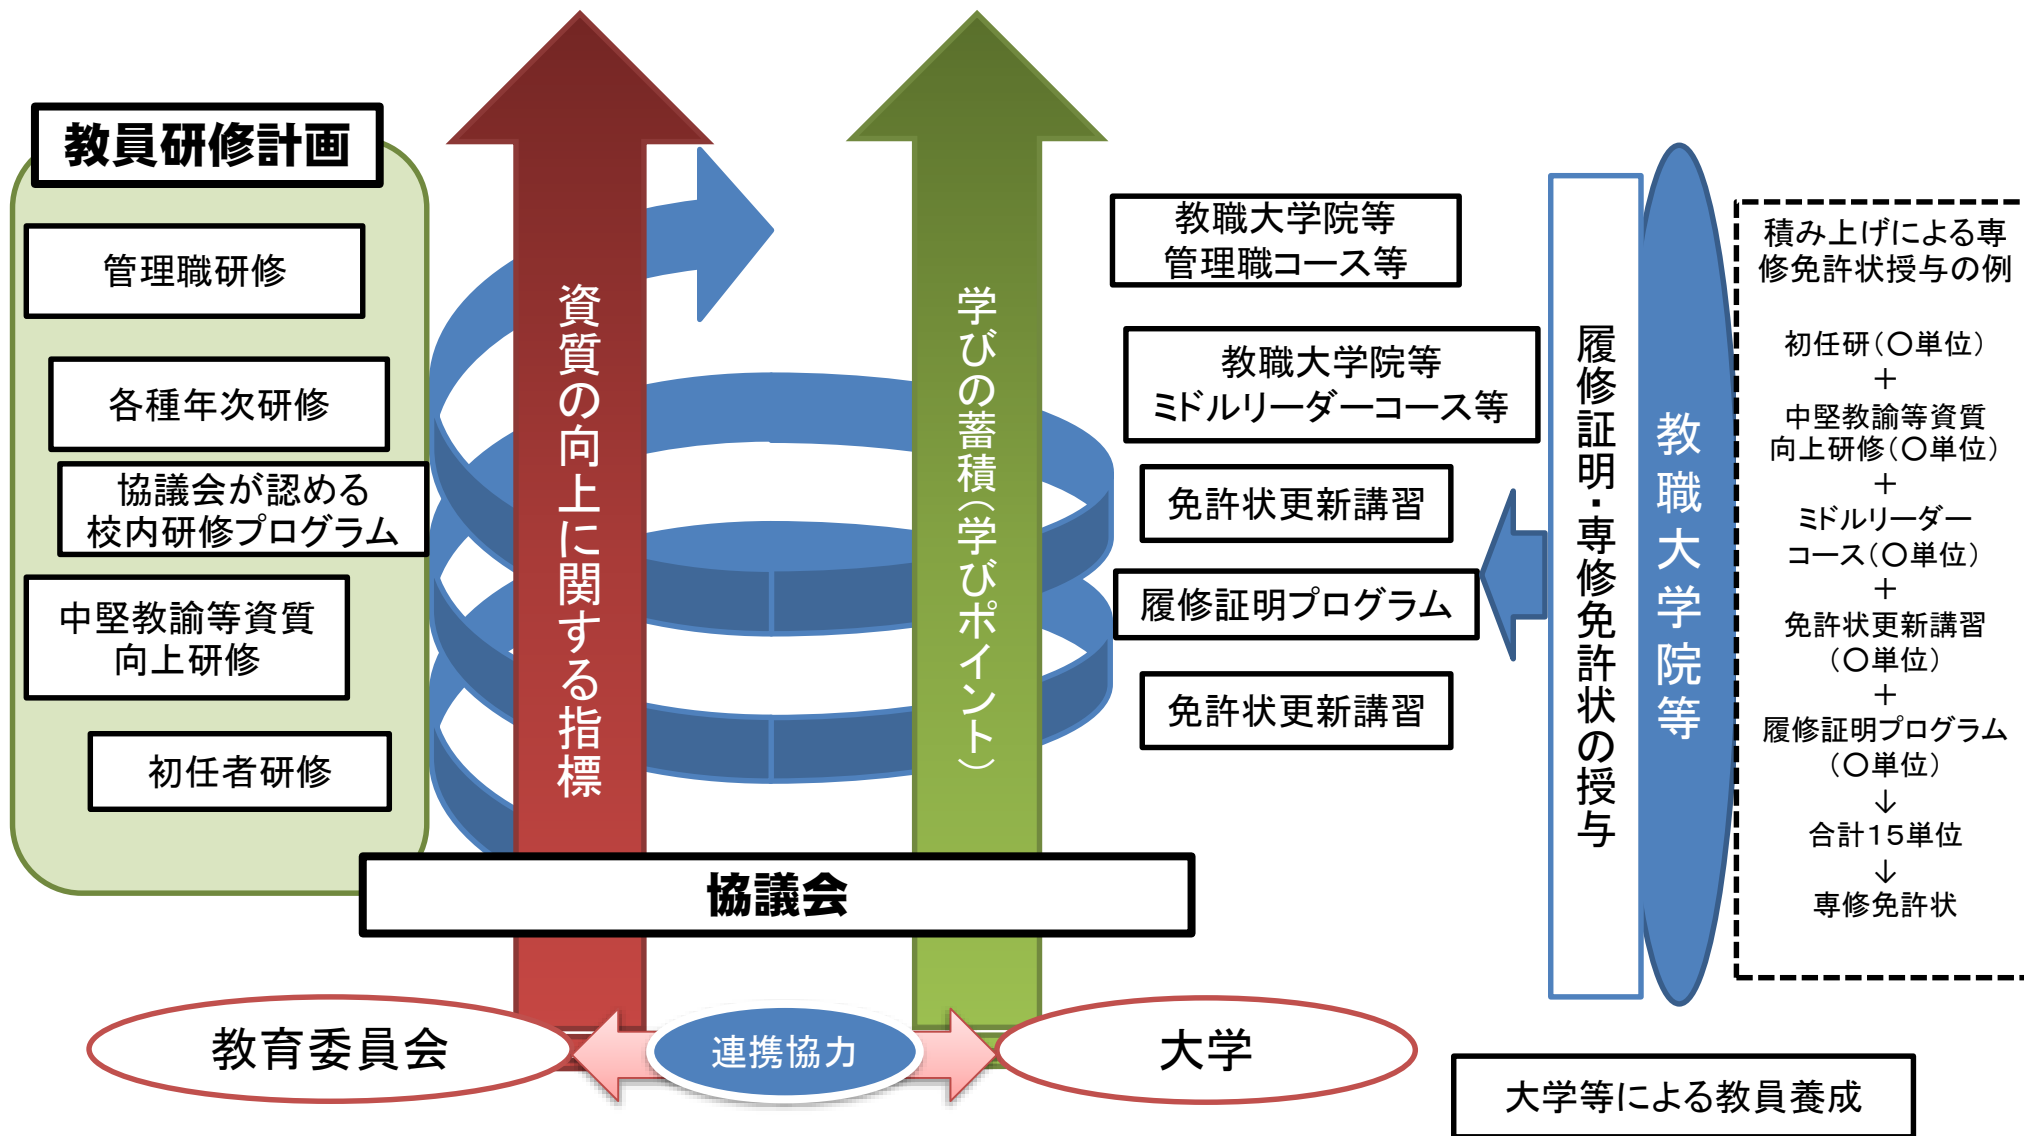 教員研修計画
管理職研修
各種年次研修
協議会が認める
校内研修プログラム
中堅教諭等資質
向上研修
初任者研修
資質の向上に関する指標
学びの蓄積（学びポイント）
教職大学院等
管理職コース等
教職大学院等
ミドルリーダーコース等
免許状更新講習
履修証明プログラム
免許状更新講習
履修証明・専修免許状の授与
教職大学院等
積み上げによる専
修免許状授与の例
初任研（〇単位）
＋
中堅教諭等資質
向上研修（〇単位）
＋
ミドルリーダー
コース（〇単位）
＋
免許状更新講習
（〇単位）
＋
履修証明プログラム
（〇単位）
↓
合計１５単位
↓
専修免許状
協議会
教育委員会
連携協力
大学
大学等による教員養成